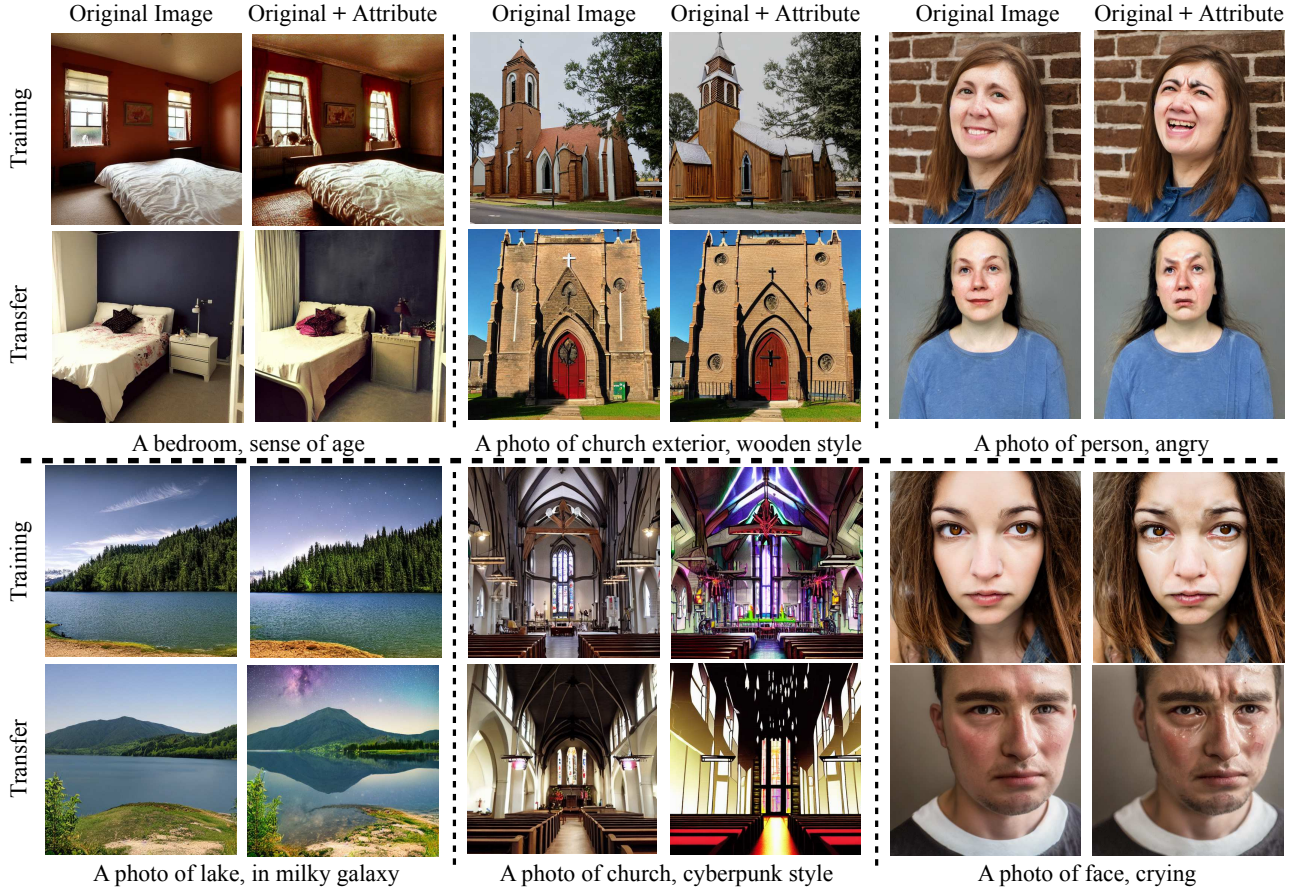 Original Image
Original + Attribute
Original Image
Original + Attribute
Original Image
Original + Attribute
Training
Transfer
A bedroom, sense of age
A photo of church exterior, wooden style
A photo of person, angry
Training
Transfer
A photo of lake, in milky galaxy
A photo of church, cyberpunk style
A photo of face, crying